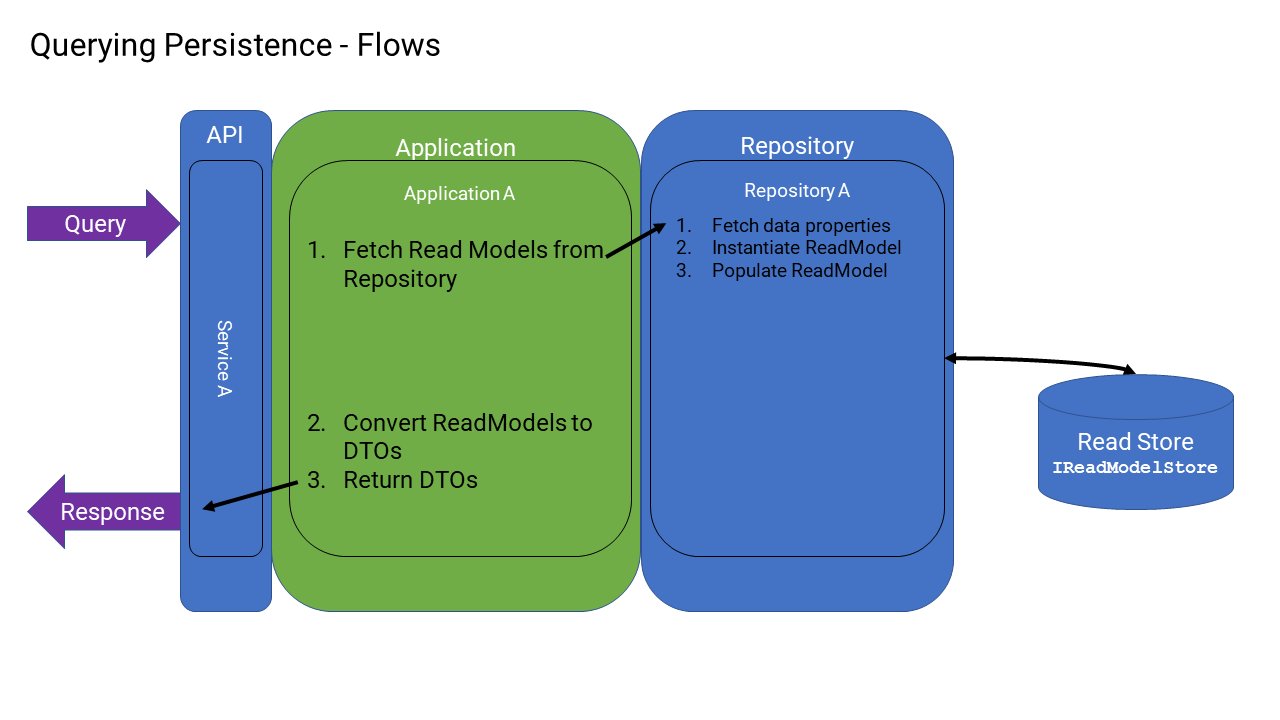 Querying Persistence - Flows
API
Application
Repository
Application A
Repository A
Query
1. Fetch Read Models from
Repository
1. Fetch data properties
2. Instantiate ReadModel
3. Populate ReadModel
Service A
2. Convert ReadModels to
DTOs
3. Return DTOs
Response
Read Store
IReadModelStore